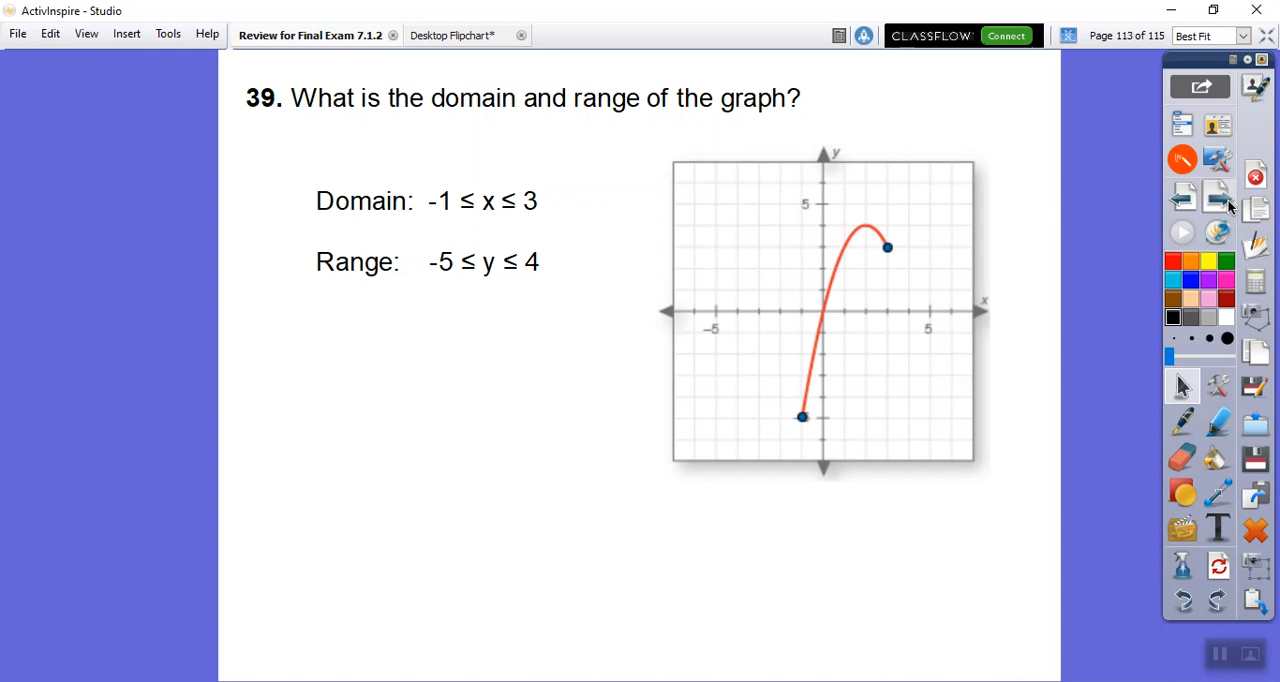 ActivInspire - Studio
File Edit View Insert Tools Help
Review for Final Exam 7.1.2
Desktop Flipchart*
CLASSFLOW Connect
Page 113 of 115
Best Fit
39. What is the domain and range of the graph?
Domain: -1 ≤ x ≤ 3
Range: -5 ≤ y ≤ 4
y
5
x
-5
5